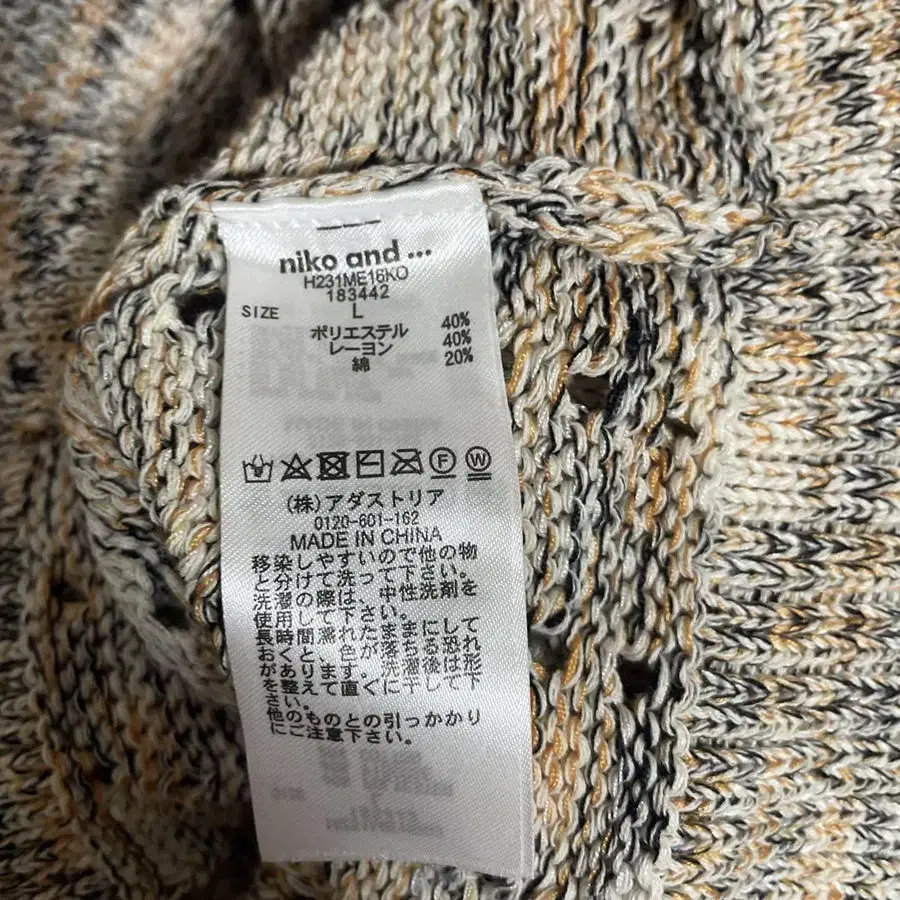 niko and ...
H231ME16KO
183442
SIZE L
ポリエステル 40%
レーヨン 40%
綿 20%
F W
(株)アダストリア
0120-601-162
MADE IN CHINA
移染しやすいので他の物
と分けて洗って下さい。
洗濯の際は、中性洗剤を
使用して下さい。
長時間濡れたままにして
おくと、色が落ちる恐れ
があります。洗濯後は形
を整えて直ぐに干して下
さい。
他のものとの引っかかり
にご注意下さい。